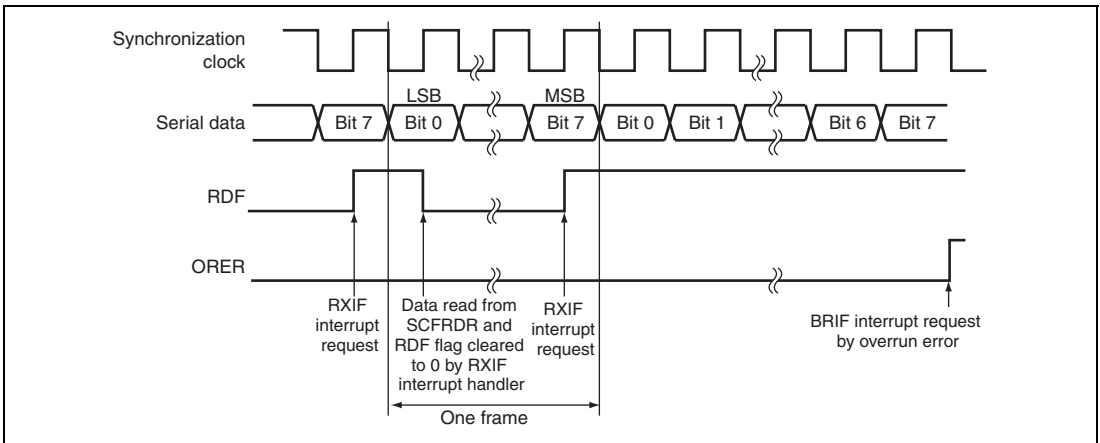 Synchronization
clock
LSB
MSB
Serial data
Bit 7
Bit 0
Bit 7
Bit 0
Bit 1
Bit 6
Bit 7
RDF
ORER
RXIF
interrupt
request
Data read from
SCFRDR and
RDF flag cleared
to 0 by RXIF
interrupt handler
RXIF
interrupt
request
BRIF interrupt request
by overrun error
One frame